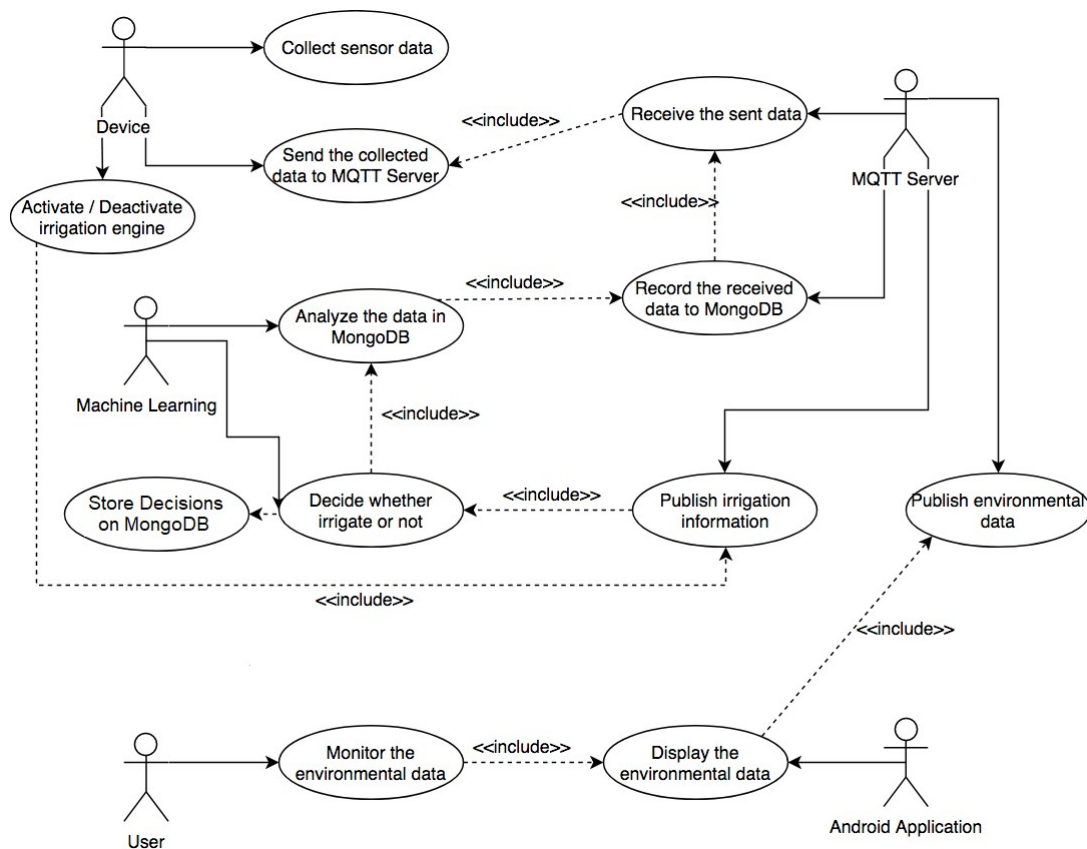 Collect sensor data
Device
<<include>>
Receive the sent data
Send the collected
data to MQTT Server
MQTT Server
Activate / Deactivate
irrigation engine
<<include>>
<<include>>
Analyze the data in
MongoDB
Record the received
data to MongoDB
Machine Learning
<<include>>
Store Decisions
on MongoDB
Decide whether
irrigate or not
<<include>>
Publish irrigation
information
Publish environmental
data
<<include>>
<<include>>
Monitor the
environmental data
<<include>>
Display the
environmental data
User
Android Application